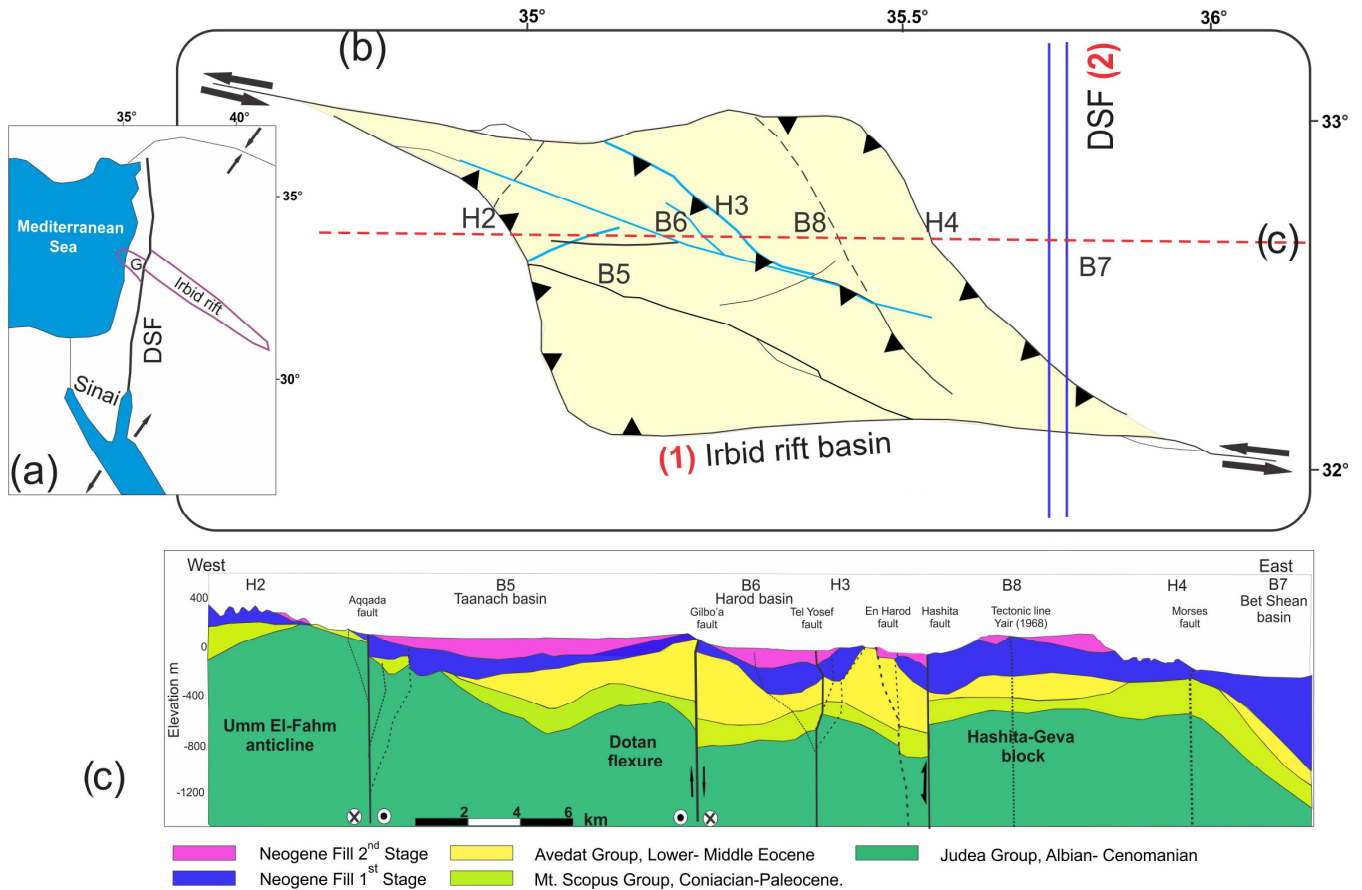 35°
40°
35°
30°
Mediterranean
Sea
G
Irbid rift
DSF
Sinai
(a)
35°
35.5°
36°
(b)
DSF (2)
33°
H2
B6
H3
B8
H4
(c)
B5
B7
(1) Irbid rift basin
32°
West
East
H2
B5
B6
H3
B8
H4
B7
Aqqada
fault
Taanach basin
Gilbo'a
fault
Harod basin
Tel Yosef
fault
En Harod
fault
Hashita
fault
Tectonic line
Yair (1968)
Morses
fault
Bet Shean
basin
Elevation m
400
0
-400
-800
-1200
Umm El-Fahm
anticline
Dotan
flexure
Hashita-Geva
block
(c)
2 4 6 km
Neogene Fill 2nd Stage
Neogene Fill 1st Stage
Avedat Group, Lower- Middle Eocene
Mt. Scopus Group, Coniacian-Paleocene.
Judea Group, Albian- Cenomanian